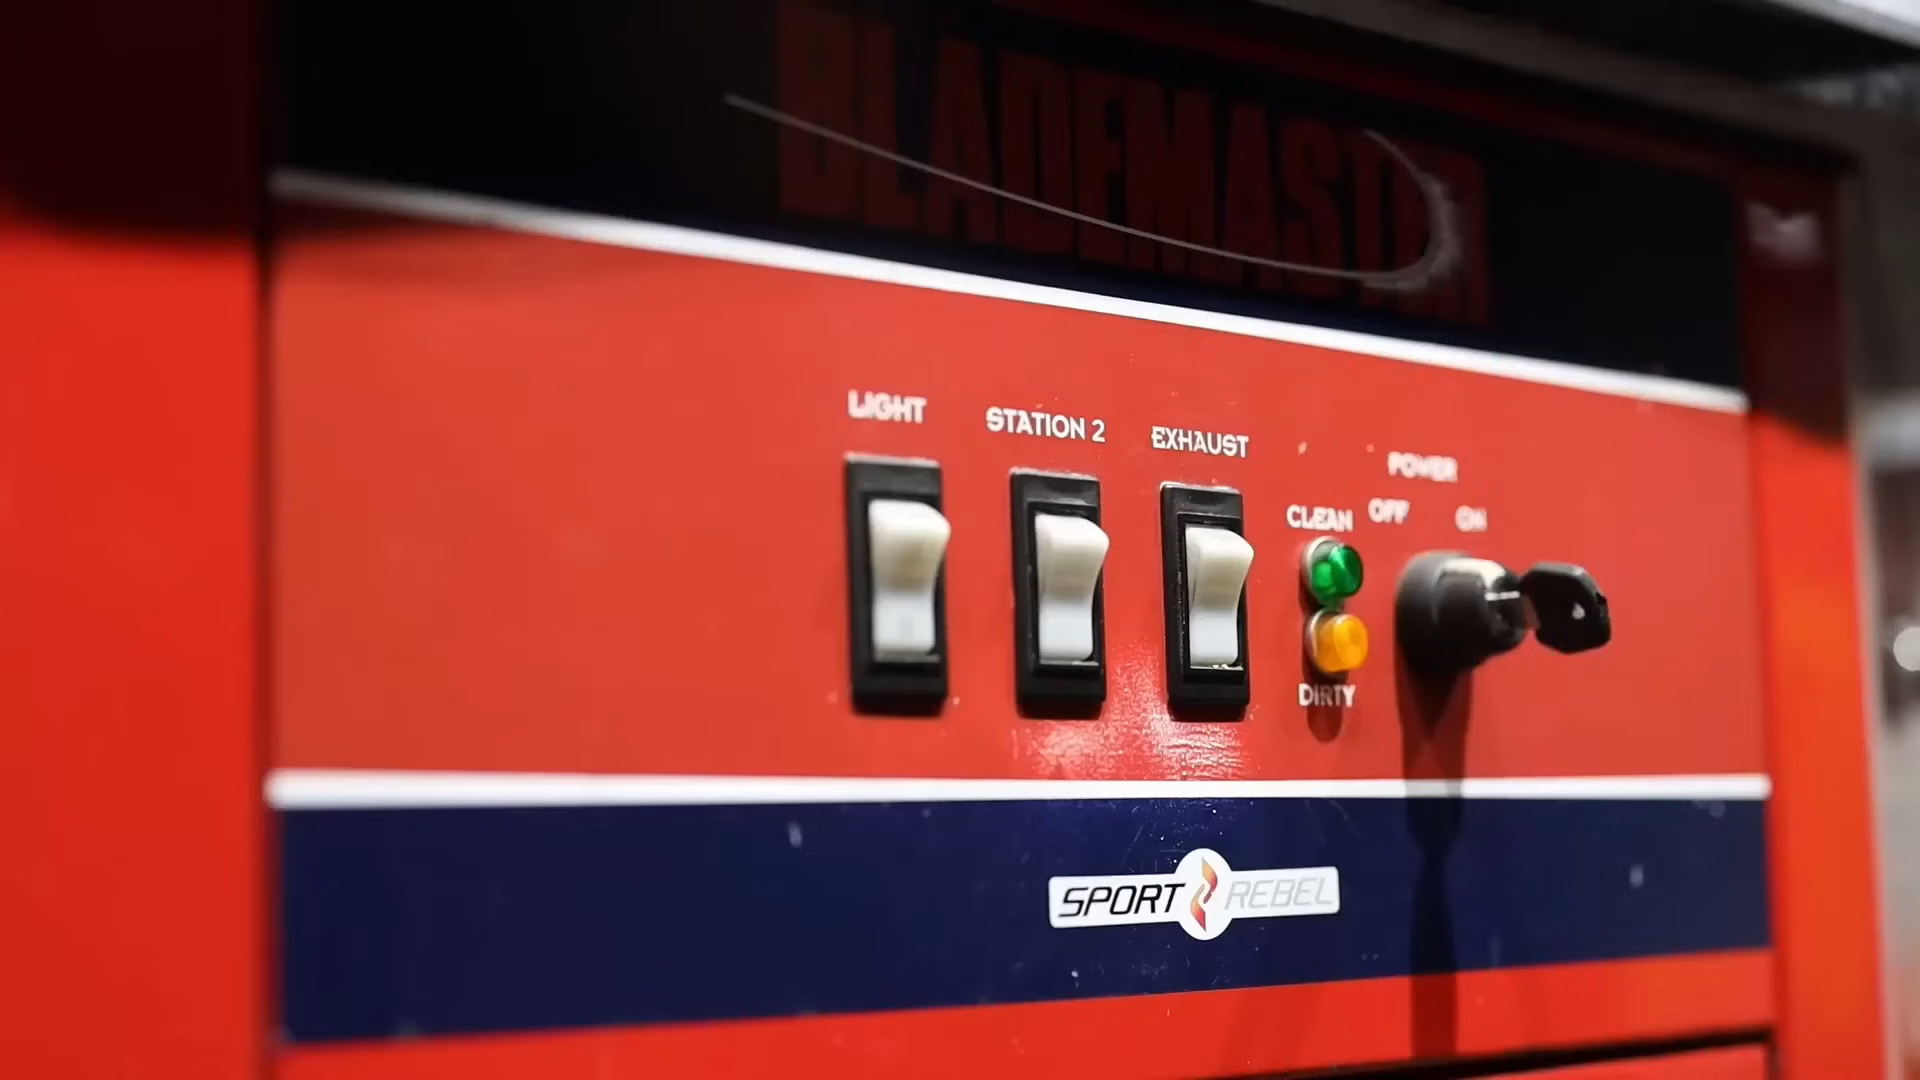 BLADEMASTER
LIGHT
STATION 2
EXHAUST
POWER
OFF
ON
CLEAN
DIRTY
SPORT REBEL